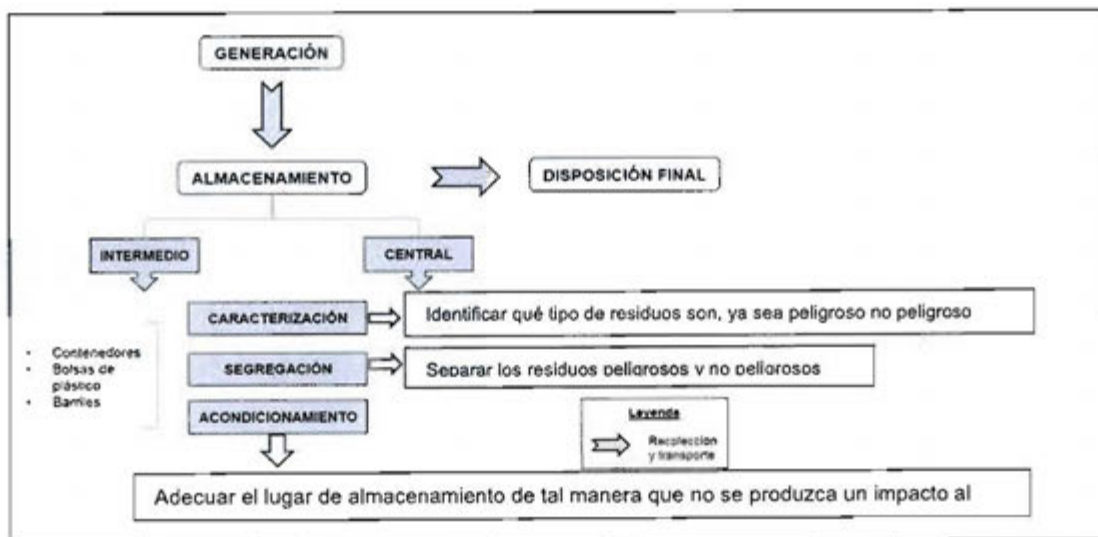 GENERACIÓN
ALMACENAMIENTO
DISPOSICIÓN FINAL
INTERMEDIO
CENTRAL
CARACTERIZACIÓN
Identificar qué tipo de residuos son, ya sea peligroso no peligroso
• Contenedores
• Bolsas de
plástico
• Barriles
SEGREGACIÓN
Separar los residuos peligrosos y no peligrosos
ACONDICIONAMIENTO
Leyenda
Recolección
y transporte
Adecuar el lugar de almacenamiento de tal manera que no se produzca un impacto al